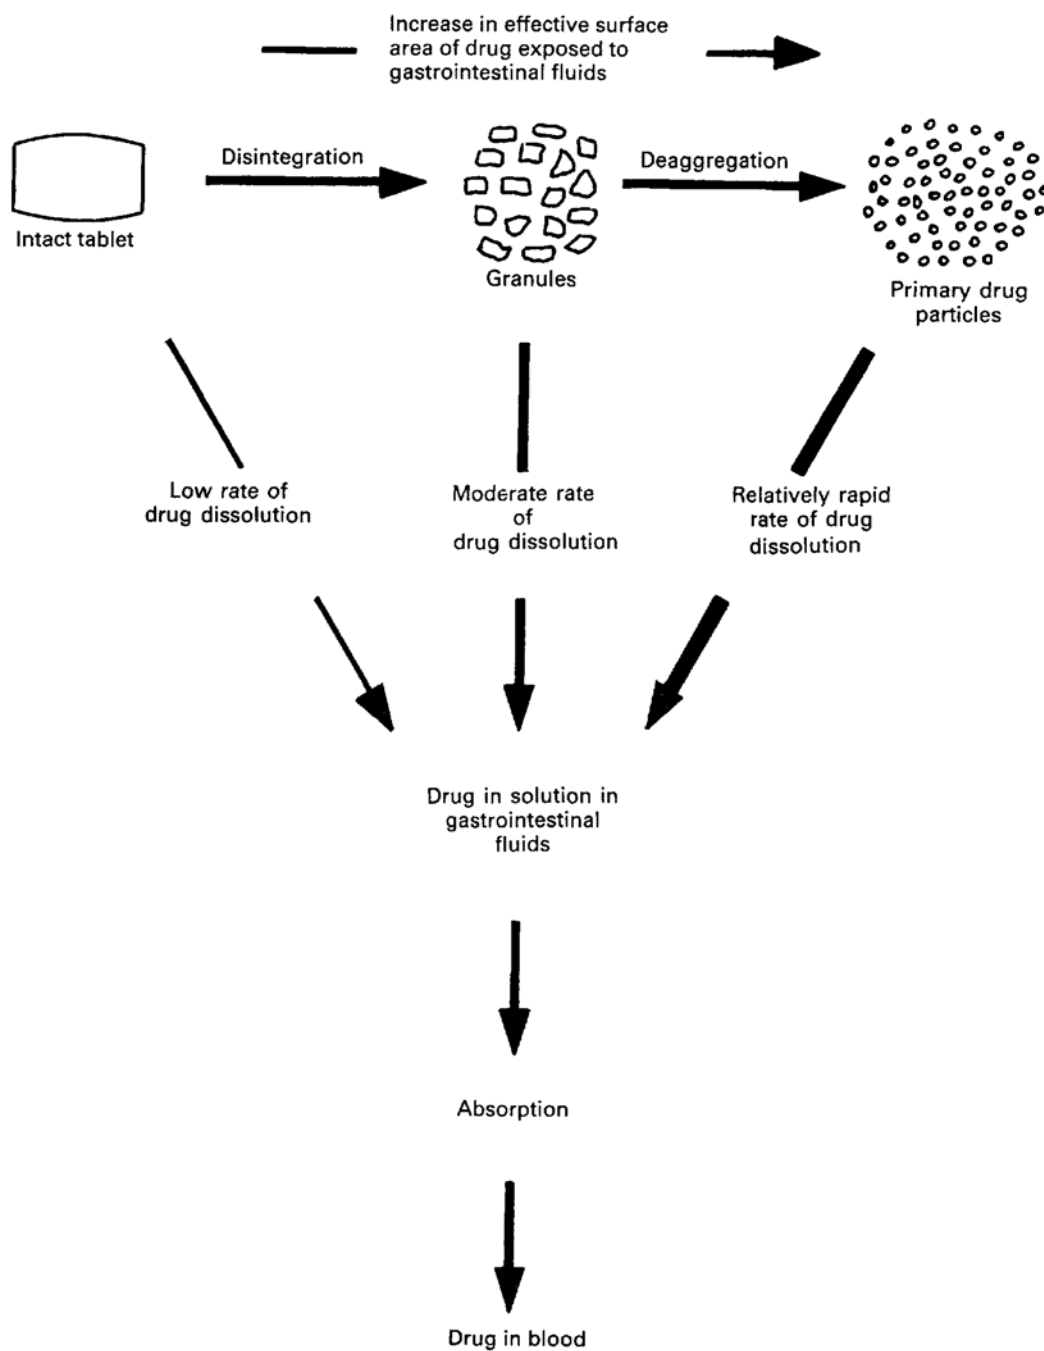 Increase in effective surface
area of drug exposed to
gastrointestinal fluids
Disintegration
Deaggregation
Intact tablet
Granules
Primary drug
particles
Low rate of
drug dissolution
Moderate rate
of
drug dissolution
Relatively rapid
rate of drug
dissolution
Drug in solution in
gastrointestinal
fluids
Absorption
Drug in blood